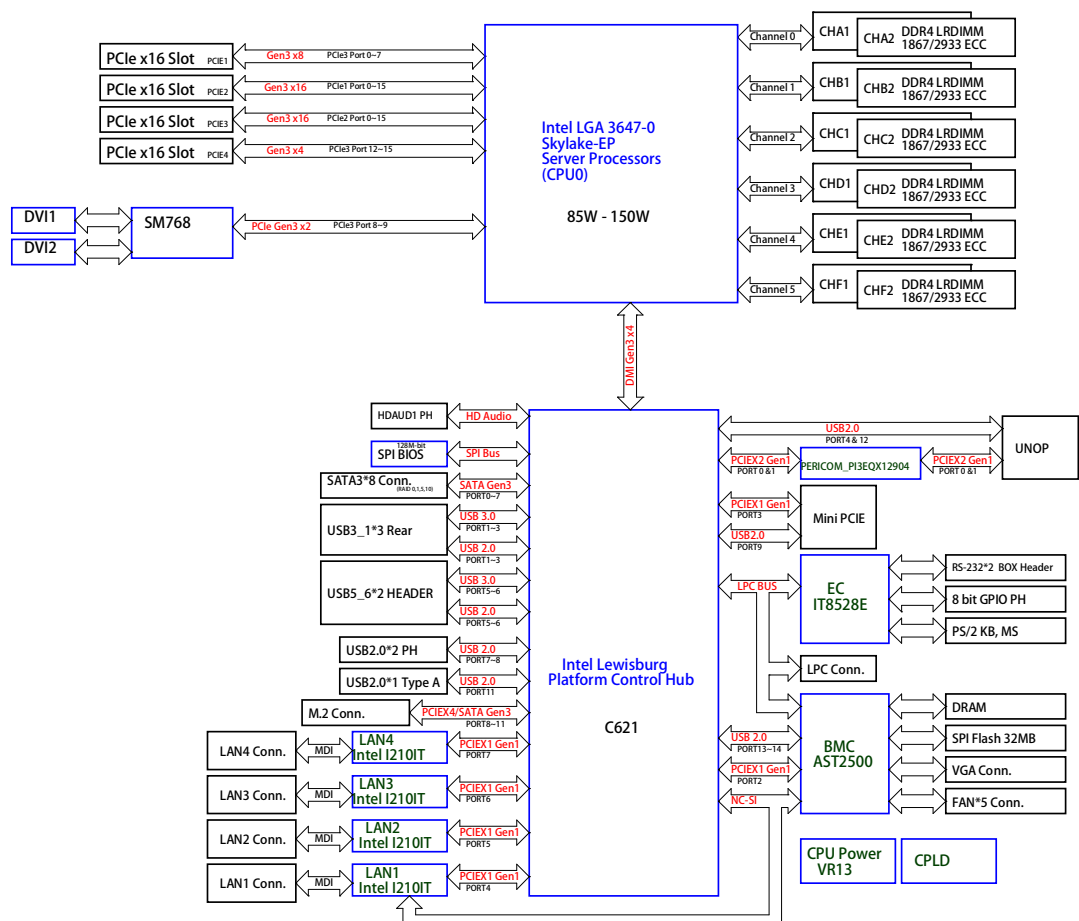 PCIe x16 Slot PCIE1
Gen3 x8
PCIe3 Port 0~7
PCIe x16 Slot PCIE2
Gen3 x16
PCIe1 Port 0~15
PCIe x16 Slot PCIE3
Gen3 x16
PCIe2 Port 0~15
PCIe x16 Slot PCIE4
Gen3 x4
PCIe3 Port 12~15
DVI1
DVI2
SM768
PCIe Gen3 x2
PCIe3 Port 8~9
Intel LGA 3647-0
Skylake-EP
Server Processors
(CPU0)
85W - 150W
Channel 0
CHA1
CHA2 DDR4 LRDIMM
1867/2933 ECC
Channel 1
CHB1
CHB2 DDR4 LRDIMM
1867/2933 ECC
Channel 2
CHC1
CHC2 DDR4 LRDIMM
1867/2933 ECC
Channel 3
CHD1
CHD2 DDR4 LRDIMM
1867/2933 ECC
Channel 4
CHE1
CHE2 DDR4 LRDIMM
1867/2933 ECC
Channel 5
CHF1
CHF2 DDR4 LRDIMM
1867/2933 ECC
DMI Gen3 x4
HDAUD1 PH
HD Audio
128M-bit
SPI BIOS
SPI Bus
SATA3*8 Conn.
(RAID 0,1,5,10)
SATA Gen3
PORT0~7
USB3_1*3 Rear
USB 3.0
PORT1~3
USB 2.0
PORT1~3
USB5_6*2 HEADER
USB 3.0
PORT5~6
USB 2.0
PORT5~6
USB2.0*2 PH
USB 2.0
PORT7~8
USB2.0*1 Type A
USB 2.0
PORT11
M.2 Conn.
PCIEX4/SATA Gen3
PORT8~11
LAN4 Conn.
MDI
LAN4
Intel I210IT
PCIEX1 Gen1
PORT7
LAN3 Conn.
MDI
LAN3
Intel I210IT
PCIEX1 Gen1
PORT6
LAN2 Conn.
MDI
LAN2
Intel I210IT
PCIEX1 Gen1
PORT5
LAN1 Conn.
MDI
LAN1
Intel I210IT
PCIEX1 Gen1
PORT4
Intel Lewisburg
Platform Control Hub
C621
USB2.0
PORT4 & 12
UNOP
PCIEX2 Gen1
PORT 0 &1
PERICOM_PI3EQX12904
PCIEX2 Gen1
PORT 0 &1
PCIEX1 Gen1
PORT3
Mini PCIE
USB2.0
PORT9
LPC BUS
EC
IT8528E
RS-232*2 BOX Header
8 bit GPIO PH
PS/2 KB, MS
LPC Conn.
USB 2.0
PORT13~14
PCIEX1 Gen1
PORT2
NC-SI
BMC
AST2500
DRAM
SPI Flash 32MB
VGA Conn.
FAN*5 Conn.
CPU Power
VR13
CPLD